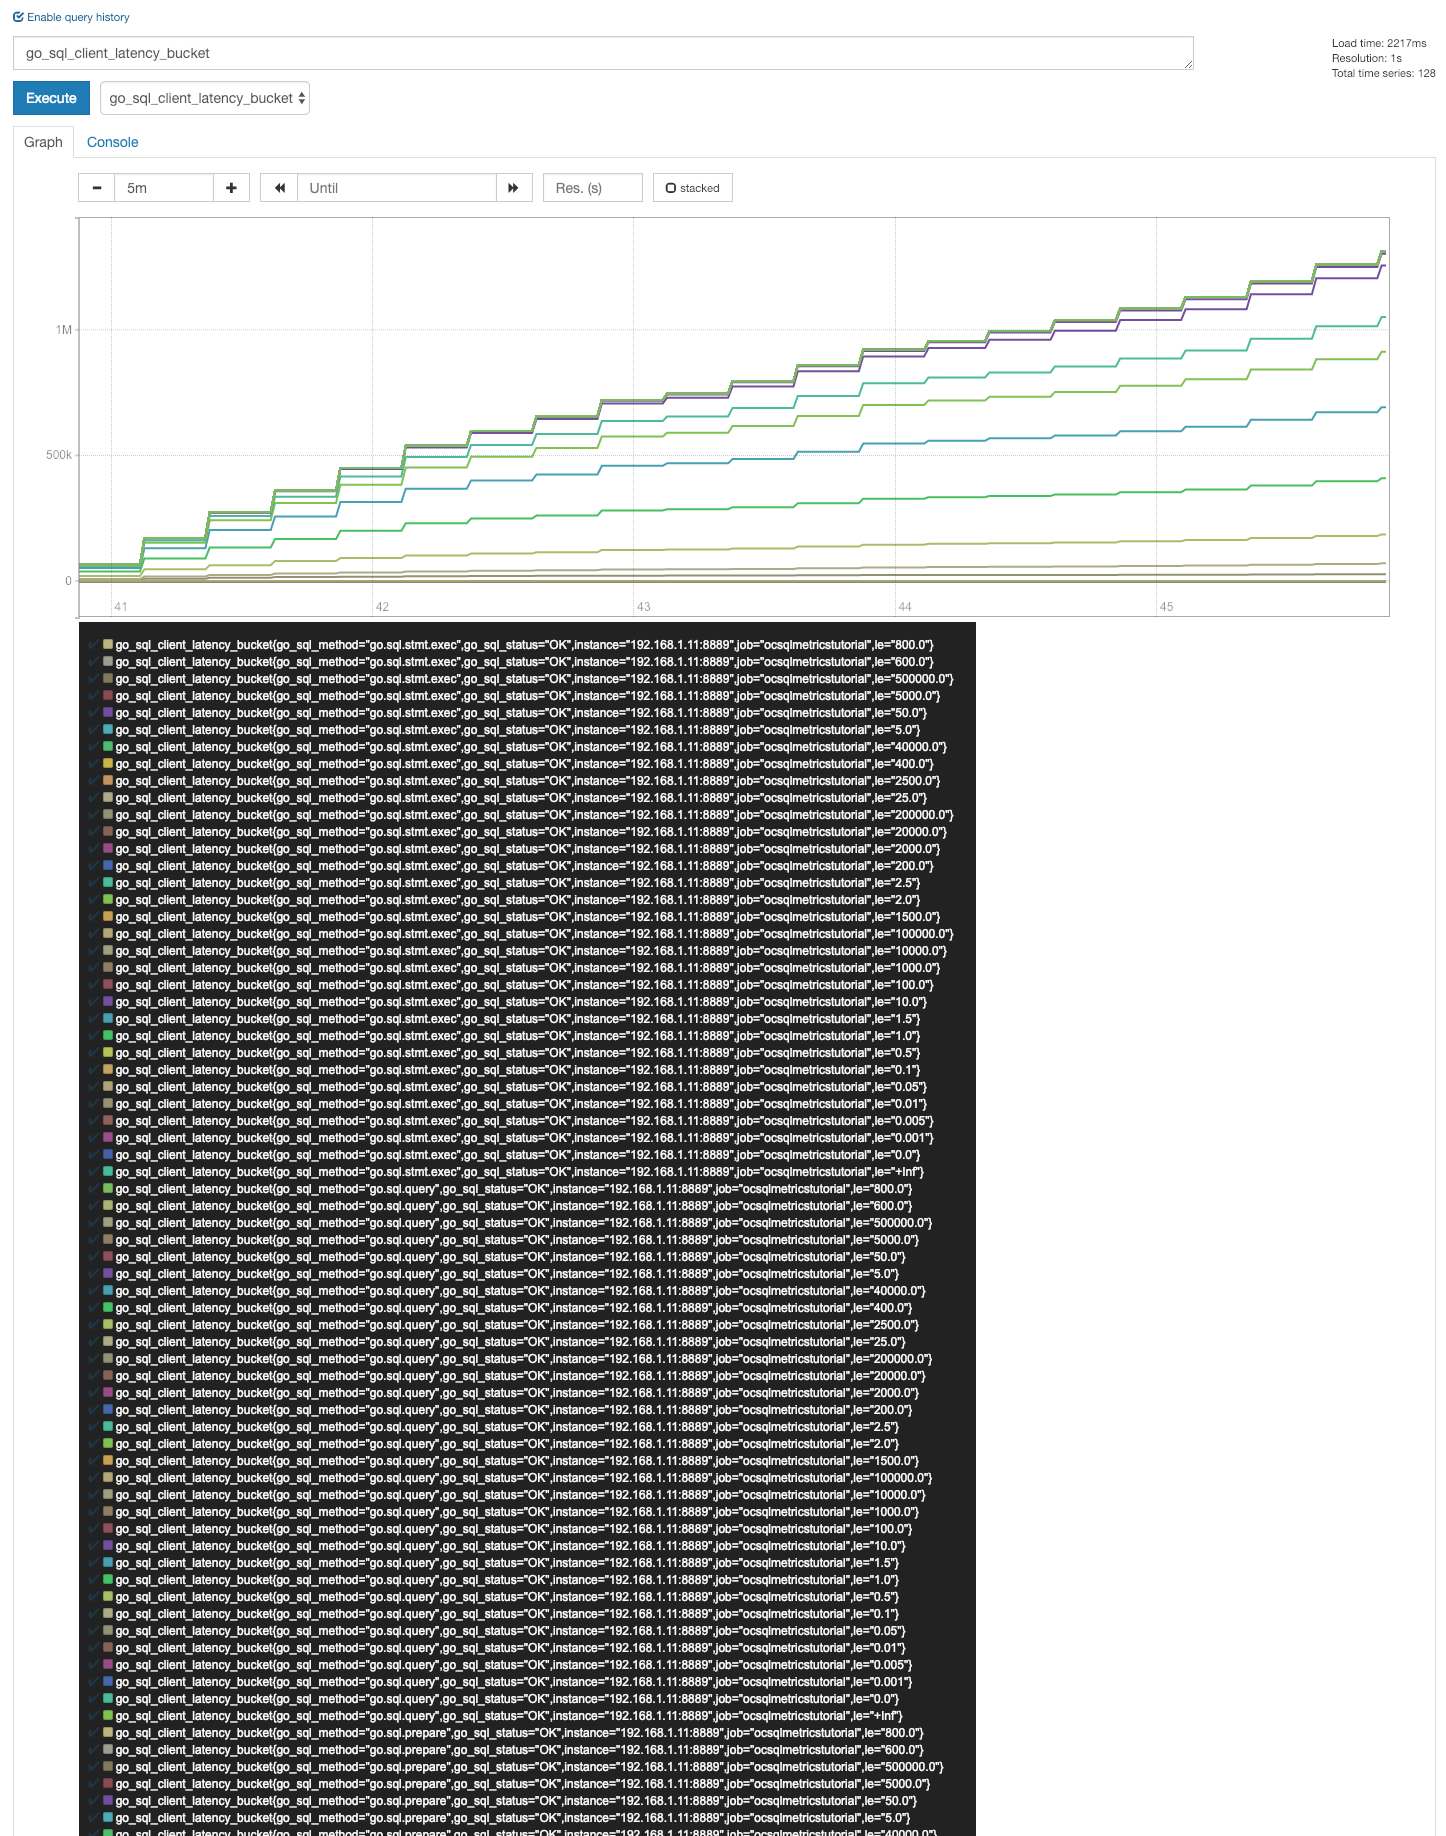 Enable query history
go_sql_client_latency_bucket
Load time: 2217ms
Resolution: 1s
Total time series: 128
Execute
go_sql_client_latency_bucket
Graph
Console
5m
Until
Res. (s)
stacked
1M
500k
0
41
42
43
44
45
go_sql_client_latency_bucket{go_sql_method="go.sql.stmt.exec",go_sql_status="OK",instance="192.168.1.11:8889",job="ocsqlmetricstutorial",le="800.0"}
go_sql_client_latency_bucket{go_sql_method="go.sql.stmt.exec",go_sql_status="OK",instance="192.168.1.11:8889",job="ocsqlmetricstutorial",le="600.0"}
go_sql_client_latency_bucket{go_sql_method="go.sql.stmt.exec",go_sql_status="OK",instance="192.168.1.11:8889",job="ocsqlmetricstutorial",le="500000.0"}
go_sql_client_latency_bucket{go_sql_method="go.sql.stmt.exec",go_sql_status="OK",instance="192.168.1.11:8889",job="ocsqlmetricstutorial",le="5000.0"}
go_sql_client_latency_bucket{go_sql_method="go.sql.stmt.exec",go_sql_status="OK",instance="192.168.1.11:8889",job="ocsqlmetricstutorial",le="50.0"}
go_sql_client_latency_bucket{go_sql_method="go.sql.stmt.exec",go_sql_status="OK",instance="192.168.1.11:8889",job="ocsqlmetricstutorial",le="5.0"}
go_sql_client_latency_bucket{go_sql_method="go.sql.stmt.exec",go_sql_status="OK",instance="192.168.1.11:8889",job="ocsqlmetricstutorial",le="40000.0"}
go_sql_client_latency_bucket{go_sql_method="go.sql.stmt.exec",go_sql_status="OK",instance="192.168.1.11:8889",job="ocsqlmetricstutorial",le="400.0"}
go_sql_client_latency_bucket{go_sql_method="go.sql.stmt.exec",go_sql_status="OK",instance="192.168.1.11:8889",job="ocsqlmetricstutorial",le="2500.0"}
go_sql_client_latency_bucket{go_sql_method="go.sql.stmt.exec",go_sql_status="OK",instance="192.168.1.11:8889",job="ocsqlmetricstutorial",le="25.0"}
go_sql_client_latency_bucket{go_sql_method="go.sql.stmt.exec",go_sql_status="OK",instance="192.168.1.11:8889",job="ocsqlmetricstutorial",le="200000.0"}
go_sql_client_latency_bucket{go_sql_method="go.sql.stmt.exec",go_sql_status="OK",instance="192.168.1.11:8889",job="ocsqlmetricstutorial",le="20000.0"}
go_sql_client_latency_bucket{go_sql_method="go.sql.stmt.exec",go_sql_status="OK",instance="192.168.1.11:8889",job="ocsqlmetricstutorial",le="2000.0"}
go_sql_client_latency_bucket{go_sql_method="go.sql.stmt.exec",go_sql_status="OK",instance="192.168.1.11:8889",job="ocsqlmetricstutorial",le="200.0"}
go_sql_client_latency_bucket{go_sql_method="go.sql.stmt.exec",go_sql_status="OK",instance="192.168.1.11:8889",job="ocsqlmetricstutorial",le="2.5"}
go_sql_client_latency_bucket{go_sql_method="go.sql.stmt.exec",go_sql_status="OK",instance="192.168.1.11:8889",job="ocsqlmetricstutorial",le="2.0"}
go_sql_client_latency_bucket{go_sql_method="go.sql.stmt.exec",go_sql_status="OK",instance="192.168.1.11:8889",job="ocsqlmetricstutorial",le="1500.0"}
go_sql_client_latency_bucket{go_sql_method="go.sql.stmt.exec",go_sql_status="OK",instance="192.168.1.11:8889",job="ocsqlmetricstutorial",le="100000.0"}
go_sql_client_latency_bucket{go_sql_method="go.sql.stmt.exec",go_sql_status="OK",instance="192.168.1.11:8889",job="ocsqlmetricstutorial",le="10000.0"}
go_sql_client_latency_bucket{go_sql_method="go.sql.stmt.exec",go_sql_status="OK",instance="192.168.1.11:8889",job="ocsqlmetricstutorial",le="1000.0"}
go_sql_client_latency_bucket{go_sql_method="go.sql.stmt.exec",go_sql_status="OK",instance="192.168.1.11:8889",job="ocsqlmetricstutorial",le="100.0"}
go_sql_client_latency_bucket{go_sql_method="go.sql.stmt.exec",go_sql_status="OK",instance="192.168.1.11:8889",job="ocsqlmetricstutorial",le="10.0"}
go_sql_client_latency_bucket{go_sql_method="go.sql.stmt.exec",go_sql_status="OK",instance="192.168.1.11:8889",job="ocsqlmetricstutorial",le="1.5"}
go_sql_client_latency_bucket{go_sql_method="go.sql.stmt.exec",go_sql_status="OK",instance="192.168.1.11:8889",job="ocsqlmetricstutorial",le="1.0"}
go_sql_client_latency_bucket{go_sql_method="go.sql.stmt.exec",go_sql_status="OK",instance="192.168.1.11:8889",job="ocsqlmetricstutorial",le="0.5"}
go_sql_client_latency_bucket{go_sql_method="go.sql.stmt.exec",go_sql_status="OK",instance="192.168.1.11:8889",job="ocsqlmetricstutorial",le="0.1"}
go_sql_client_latency_bucket{go_sql_method="go.sql.stmt.exec",go_sql_status="OK",instance="192.168.1.11:8889",job="ocsqlmetricstutorial",le="0.05"}
go_sql_client_latency_bucket{go_sql_method="go.sql.stmt.exec",go_sql_status="OK",instance="192.168.1.11:8889",job="ocsqlmetricstutorial",le="0.01"}
go_sql_client_latency_bucket{go_sql_method="go.sql.stmt.exec",go_sql_status="OK",instance="192.168.1.11:8889",job="ocsqlmetricstutorial",le="0.005"}
go_sql_client_latency_bucket{go_sql_method="go.sql.stmt.exec",go_sql_status="OK",instance="192.168.1.11:8889",job="ocsqlmetricstutorial",le="0.001"}
go_sql_client_latency_bucket{go_sql_method="go.sql.stmt.exec",go_sql_status="OK",instance="192.168.1.11:8889",job="ocsqlmetricstutorial",le="0.0"}
go_sql_client_latency_bucket{go_sql_method="go.sql.stmt.exec",go_sql_status="OK",instance="192.168.1.11:8889",job="ocsqlmetricstutorial",le="+Inf"}
go_sql_client_latency_bucket{go_sql_method="go.sql.query",go_sql_status="OK",instance="192.168.1.11:8889",job="ocsqlmetricstutorial",le="800.0"}
go_sql_client_latency_bucket{go_sql_method="go.sql.query",go_sql_status="OK",instance="192.168.1.11:8889",job="ocsqlmetricstutorial",le="600.0"}
go_sql_client_latency_bucket{go_sql_method="go.sql.query",go_sql_status="OK",instance="192.168.1.11:8889",job="ocsqlmetricstutorial",le="500000.0"}
go_sql_client_latency_bucket{go_sql_method="go.sql.query",go_sql_status="OK",instance="192.168.1.11:8889",job="ocsqlmetricstutorial",le="5000.0"}
go_sql_client_latency_bucket{go_sql_method="go.sql.query",go_sql_status="OK",instance="192.168.1.11:8889",job="ocsqlmetricstutorial",le="50.0"}
go_sql_client_latency_bucket{go_sql_method="go.sql.query",go_sql_status="OK",instance="192.168.1.11:8889",job="ocsqlmetricstutorial",le="5.0"}
go_sql_client_latency_bucket{go_sql_method="go.sql.query",go_sql_status="OK",instance="192.168.1.11:8889",job="ocsqlmetricstutorial",le="40000.0"}
go_sql_client_latency_bucket{go_sql_method="go.sql.query",go_sql_status="OK",instance="192.168.1.11:8889",job="ocsqlmetricstutorial",le="400.0"}
go_sql_client_latency_bucket{go_sql_method="go.sql.query",go_sql_status="OK",instance="192.168.1.11:8889",job="ocsqlmetricstutorial",le="2500.0"}
go_sql_client_latency_bucket{go_sql_method="go.sql.query",go_sql_status="OK",instance="192.168.1.11:8889",job="ocsqlmetricstutorial",le="25.0"}
go_sql_client_latency_bucket{go_sql_method="go.sql.query",go_sql_status="OK",instance="192.168.1.11:8889",job="ocsqlmetricstutorial",le="200000.0"}
go_sql_client_latency_bucket{go_sql_method="go.sql.query",go_sql_status="OK",instance="192.168.1.11:8889",job="ocsqlmetricstutorial",le="20000.0"}
go_sql_client_latency_bucket{go_sql_method="go.sql.query",go_sql_status="OK",instance="192.168.1.11:8889",job="ocsqlmetricstutorial",le="2000.0"}
go_sql_client_latency_bucket{go_sql_method="go.sql.query",go_sql_status="OK",instance="192.168.1.11:8889",job="ocsqlmetricstutorial",le="200.0"}
go_sql_client_latency_bucket{go_sql_method="go.sql.query",go_sql_status="OK",instance="192.168.1.11:8889",job="ocsqlmetricstutorial",le="2.5"}
go_sql_client_latency_bucket{go_sql_method="go.sql.query",go_sql_status="OK",instance="192.168.1.11:8889",job="ocsqlmetricstutorial",le="2.0"}
go_sql_client_latency_bucket{go_sql_method="go.sql.query",go_sql_status="OK",instance="192.168.1.11:8889",job="ocsqlmetricstutorial",le="1500.0"}
go_sql_client_latency_bucket{go_sql_method="go.sql.query",go_sql_status="OK",instance="192.168.1.11:8889",job="ocsqlmetricstutorial",le="100000.0"}
go_sql_client_latency_bucket{go_sql_method="go.sql.query",go_sql_status="OK",instance="192.168.1.11:8889",job="ocsqlmetricstutorial",le="10000.0"}
go_sql_client_latency_bucket{go_sql_method="go.sql.query",go_sql_status="OK",instance="192.168.1.11:8889",job="ocsqlmetricstutorial",le="1000.0"}
go_sql_client_latency_bucket{go_sql_method="go.sql.query",go_sql_status="OK",instance="192.168.1.11:8889",job="ocsqlmetricstutorial",le="100.0"}
go_sql_client_latency_bucket{go_sql_method="go.sql.query",go_sql_status="OK",instance="192.168.1.11:8889",job="ocsqlmetricstutorial",le="10.0"}
go_sql_client_latency_bucket{go_sql_method="go.sql.query",go_sql_status="OK",instance="192.168.1.11:8889",job="ocsqlmetricstutorial",le="1.5"}
go_sql_client_latency_bucket{go_sql_method="go.sql.query",go_sql_status="OK",instance="192.168.1.11:8889",job="ocsqlmetricstutorial",le="1.0"}
go_sql_client_latency_bucket{go_sql_method="go.sql.query",go_sql_status="OK",instance="192.168.1.11:8889",job="ocsqlmetricstutorial",le="0.5"}
go_sql_client_latency_bucket{go_sql_method="go.sql.query",go_sql_status="OK",instance="192.168.1.11:8889",job="ocsqlmetricstutorial",le="0.1"}
go_sql_client_latency_bucket{go_sql_method="go.sql.query",go_sql_status="OK",instance="192.168.1.11:8889",job="ocsqlmetricstutorial",le="0.05"}
go_sql_client_latency_bucket{go_sql_method="go.sql.query",go_sql_status="OK",instance="192.168.1.11:8889",job="ocsqlmetricstutorial",le="0.01"}
go_sql_client_latency_bucket{go_sql_method="go.sql.query",go_sql_status="OK",instance="192.168.1.11:8889",job="ocsqlmetricstutorial",le="0.005"}
go_sql_client_latency_bucket{go_sql_method="go.sql.query",go_sql_status="OK",instance="192.168.1.11:8889",job="ocsqlmetricstutorial",le="0.001"}
go_sql_client_latency_bucket{go_sql_method="go.sql.query",go_sql_status="OK",instance="192.168.1.11:8889",job="ocsqlmetricstutorial",le="0.0"}
go_sql_client_latency_bucket{go_sql_method="go.sql.query",go_sql_status="OK",instance="192.168.1.11:8889",job="ocsqlmetricstutorial",le="+Inf"}
go_sql_client_latency_bucket{go_sql_method="go.sql.prepare",go_sql_status="OK",instance="192.168.1.11:8889",job="ocsqlmetricstutorial",le="800.0"}
go_sql_client_latency_bucket{go_sql_method="go.sql.prepare",go_sql_status="OK",instance="192.168.1.11:8889",job="ocsqlmetricstutorial",le="600.0"}
go_sql_client_latency_bucket{go_sql_method="go.sql.prepare",go_sql_status="OK",instance="192.168.1.11:8889",job="ocsqlmetricstutorial",le="500000.0"}
go_sql_client_latency_bucket{go_sql_method="go.sql.prepare",go_sql_status="OK",instance="192.168.1.11:8889",job="ocsqlmetricstutorial",le="5000.0"}
go_sql_client_latency_bucket{go_sql_method="go.sql.prepare",go_sql_status="OK",instance="192.168.1.11:8889",job="ocsqlmetricstutorial",le="50.0"}
go_sql_client_latency_bucket{go_sql_method="go.sql.prepare",go_sql_status="OK",instance="192.168.1.11:8889",job="ocsqlmetricstutorial",le="5.0"}
go_sql_client_latency_bucket{go_sql_method="go.sql.prepare",go_sql_status="OK",instance="192.168.1.11:8889",job="ocsqlmetricstutorial",le="40000.0"}